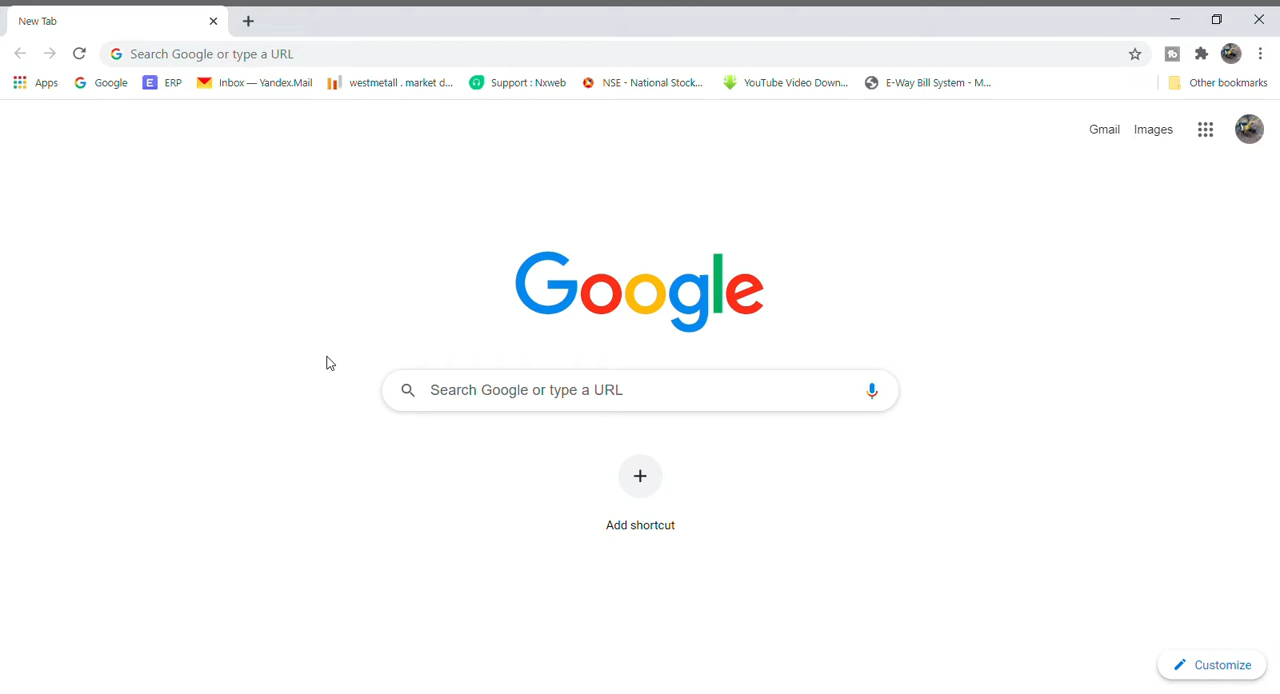 New Tab
Search Google or type a URL
Apps Google E ERP Inbox — Yandex.Mail westmetall . market d... Support : Nxweb NSE - National Stock... YouTube Video Down... E-Way Bill System - M... Other bookmarks
Gmail Images
Google
Search Google or type a URL
Add shortcut
Customize